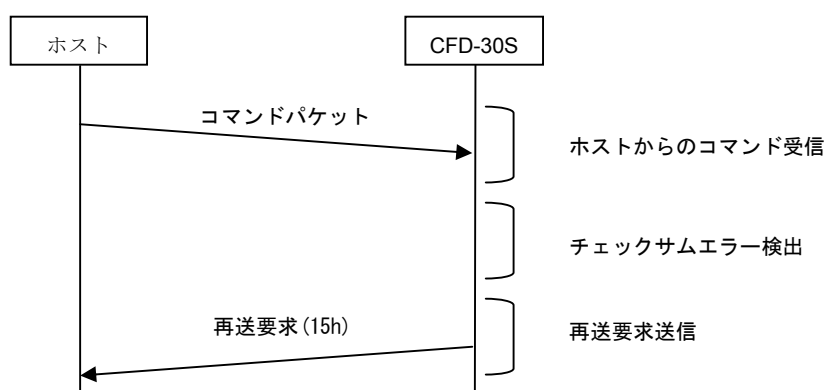 ホスト
CFD-30S
コマンドパケット
ホストからのコマンド受信
チェックサムエラー検出
再送要求(15h)
再送要求送信